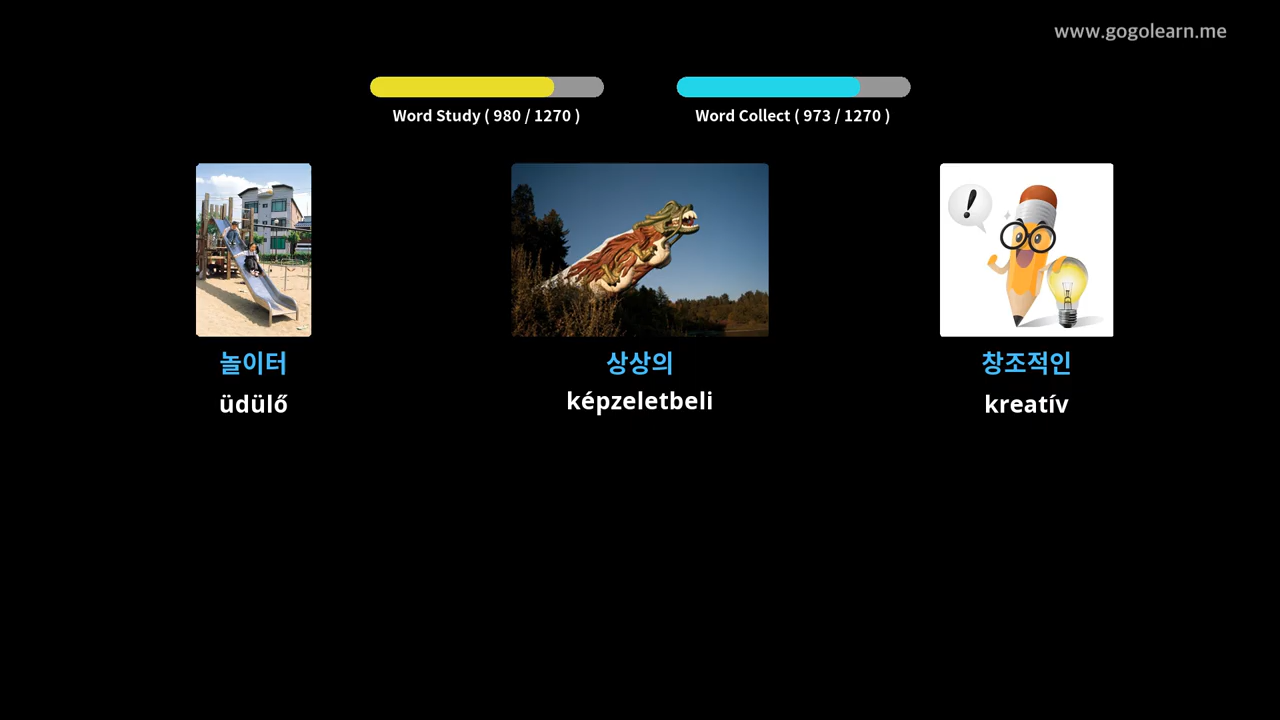 www.gogolearn.me
Word Study ( 980 / 1270 )
Word Collect ( 973 / 1270 )
놀이터
üdülő
상상의
képzeletbeli
창조적인
kreatív